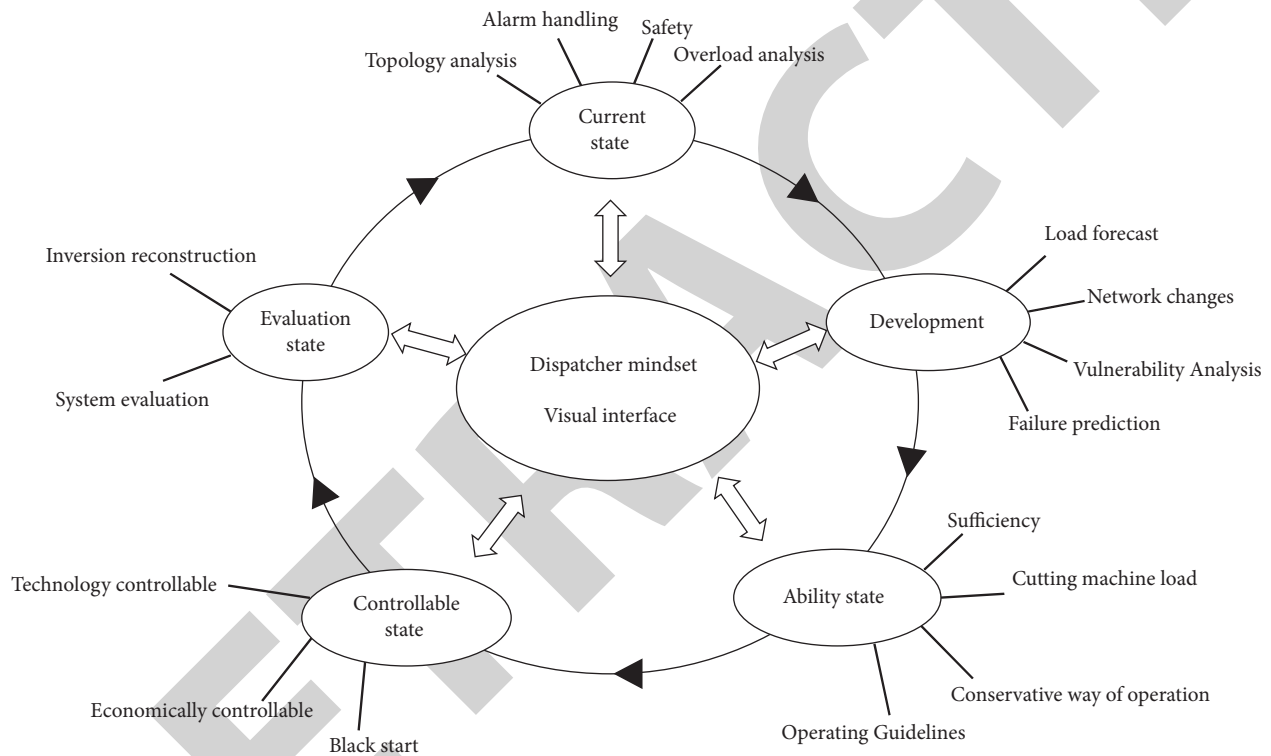 Alarm handling
Safety
Topology analysis
Overload analysis
Current
state
Load forecast
Network changes
Development
Vulnerability Analysis
Failure prediction
Inversion reconstruction
Evaluation
state
System evaluation
Dispatcher mindset
Visual interface
Sufficiency
Cutting machine load
Ability state
Conservative way of operation
Operating Guidelines
Technology controllable
Controllable
state
Economically controllable
Black start